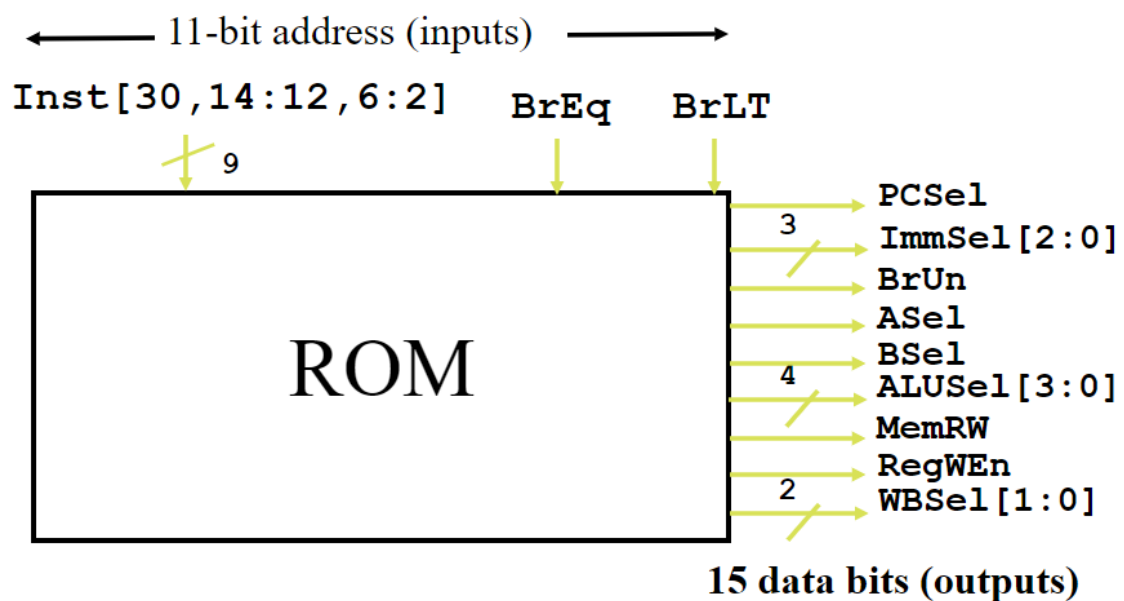 11-bit address (inputs)
Inst[30,14:12,6:2]
BrEq
BrLT
9
ROM
PCSel
3
ImmSel[2:0]
BrUn
ASel
BSel
4
ALUSel[3:0]
MemRW
RegWEn
2
WBSel[1:0]
15 data bits (outputs)